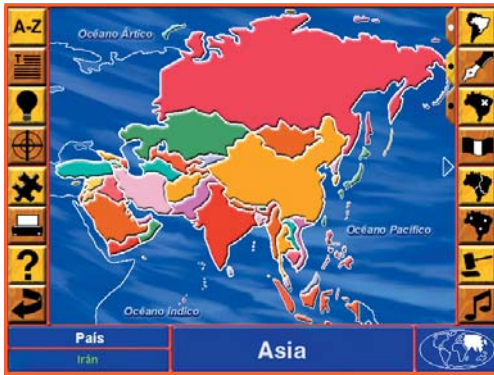 A-Z
Océano Ártico
T
Océano Pacífico
Océano Índico
?
País
Irán
Asia